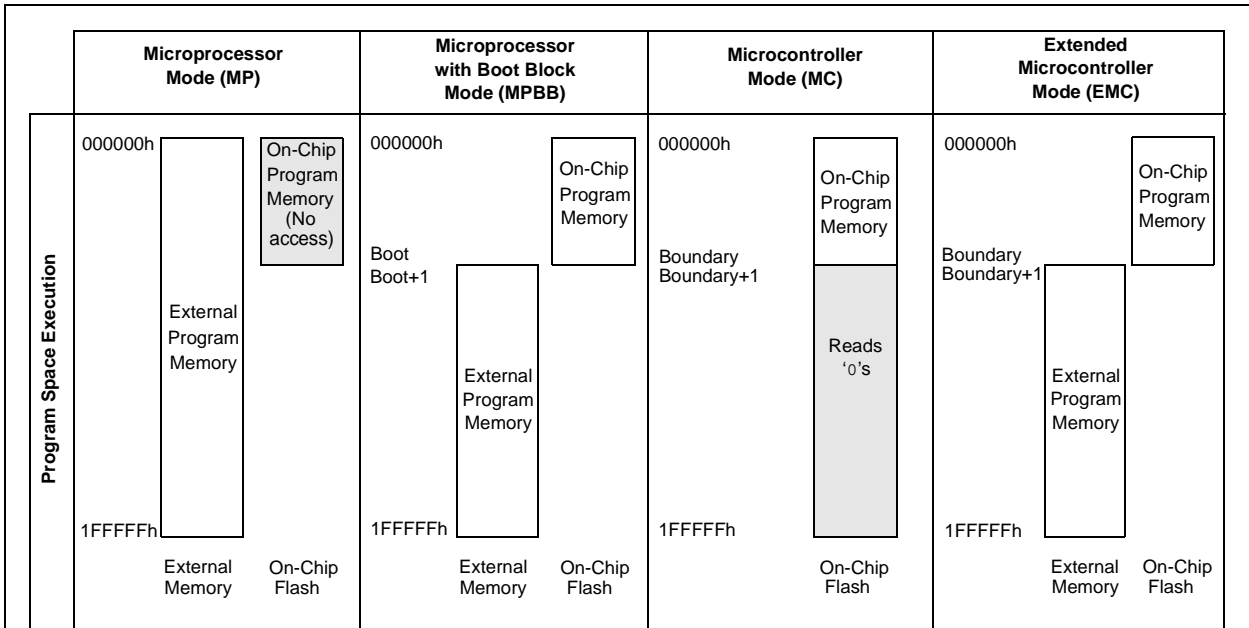 Microprocessor
Mode (MP)
Microprocessor
with Boot Block
Mode (MPBB)
Microcontroller
Mode (MC)
Extended
Microcontroller
Mode (EMC)
Program Space Execution
000000h
External
Program
Memory
On-Chip
Program
Memory
(No
access)
1FFFFFh
External
Memory
On-Chip
Flash
000000h
On-Chip
Program
Memory
Boot
Boot+1
External
Program
Memory
1FFFFFh
External
Memory
On-Chip
Flash
000000h
On-Chip
Program
Memory
Boundary
Boundary+1
Reads
‘0’s
1FFFFFh
On-Chip
Flash
000000h
On-Chip
Program
Memory
Boundary
Boundary+1
External
Program
Memory
1FFFFFh
External
Memory
On-Chip
Flash